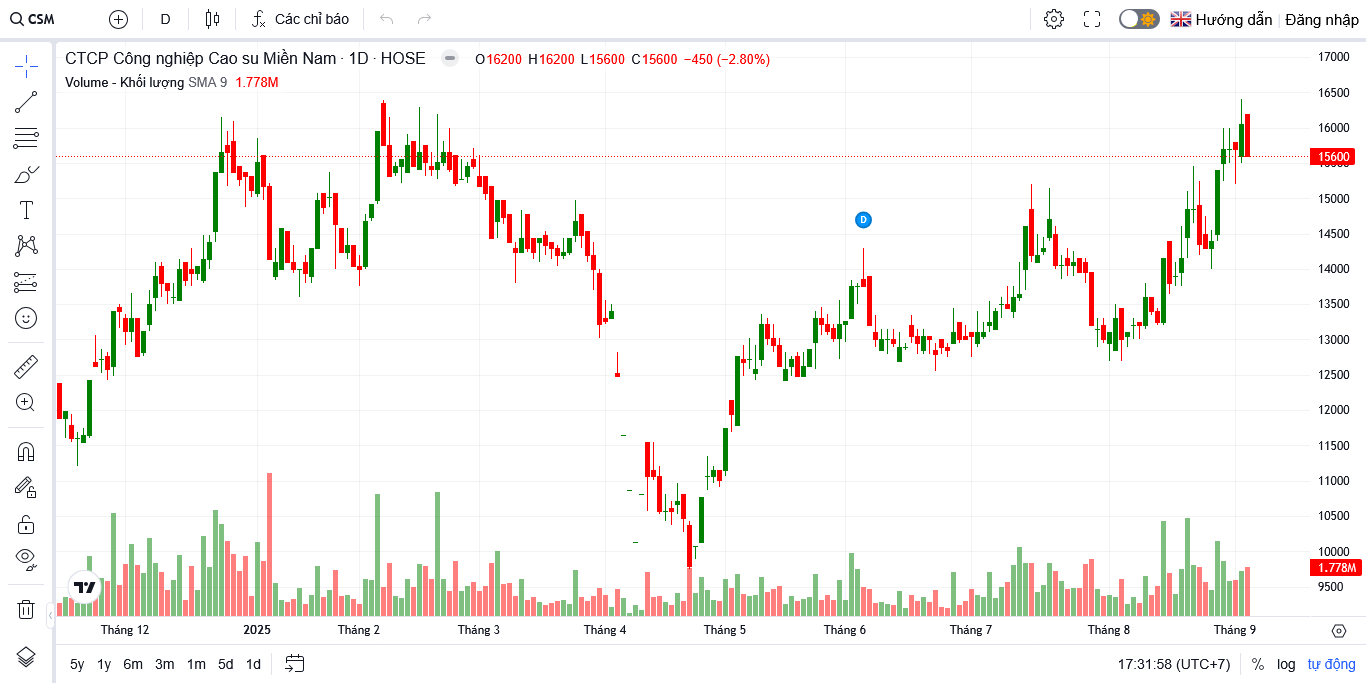 CSM D Các chỉ báo Hướng dẫn Đăng nhập
CTCP Công nghiệp Cao su Miền Nam · 1D · HOSE O16200 H16200 L15600 C15600 −450 (−2.80%)
Volume - Khối lượng SMA 9 1.778M
17000
16500
16000
15600
15000
14500
D
14000
13500
13000
12500
12000
11500
11000
10500
10000
1.778M
9500
Tháng 12 2025 Tháng 2 Tháng 3 Tháng 4 Tháng 5 Tháng 6 Tháng 7 Tháng 8 Tháng 9
5y 1y 6m 3m 1m 5d 1d 17:31:58 (UTC+7) % log tự động